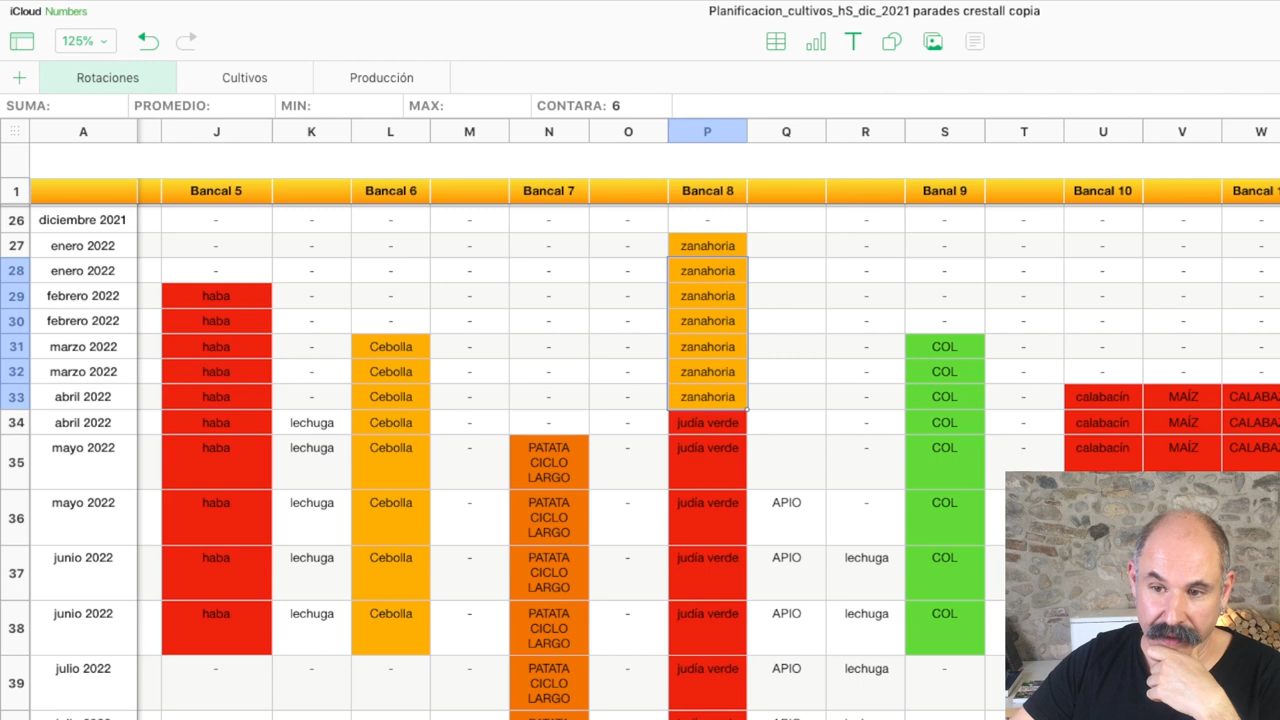 iCloud Numbers
Planificacion_cultivos_hS_dic_2021 parades crestall copia
125%
Rotaciones Cultivos Producción
SUMA: PROMEDIO: MIN: MAX: CONTARA: 6
A J K L M N O P Q R S T U V W
1 Bancal 5 Bancal 6 Bancal 7 Bancal 8 Banal 9 Bancal 10 Bancal 1
26 diciembre 2021 - - - - - - - - - - - -
27 enero 2022 - - - - - - zanahoria - - - - - -
28 enero 2022 - - - - - - zanahoria - - - - - -
29 febrero 2022 haba - - - - - zanahoria - - - - - -
30 febrero 2022 haba - - - - - zanahoria - - - - - -
31 marzo 2022 haba - Cebolla - - - zanahoria - COL - - - -
32 marzo 2022 haba - Cebolla - - - zanahoria - COL - - - -
33 abril 2022 haba - Cebolla - - - zanahoria - COL - calabacín MAÍZ CALABAZ
34 abril 2022 haba lechuga Cebolla - - - judía verde - COL - calabacín MAÍZ CALABAZ
35 mayo 2022 haba lechuga Cebolla - PATATA CICLO LARGO - judía verde - COL - calabacín MAÍZ CALABAZ
36 mayo 2022 haba lechuga Cebolla - PATATA CICLO LARGO - judía verde APIO - COL
37 junio 2022 haba lechuga Cebolla - PATATA CICLO LARGO - judía verde APIO lechuga COL
38 junio 2022 haba lechuga Cebolla - PATATA CICLO LARGO - judía verde APIO lechuga COL
39 julio 2022 - - - - PATATA CICLO LARGO - judía verde APIO lechuga -